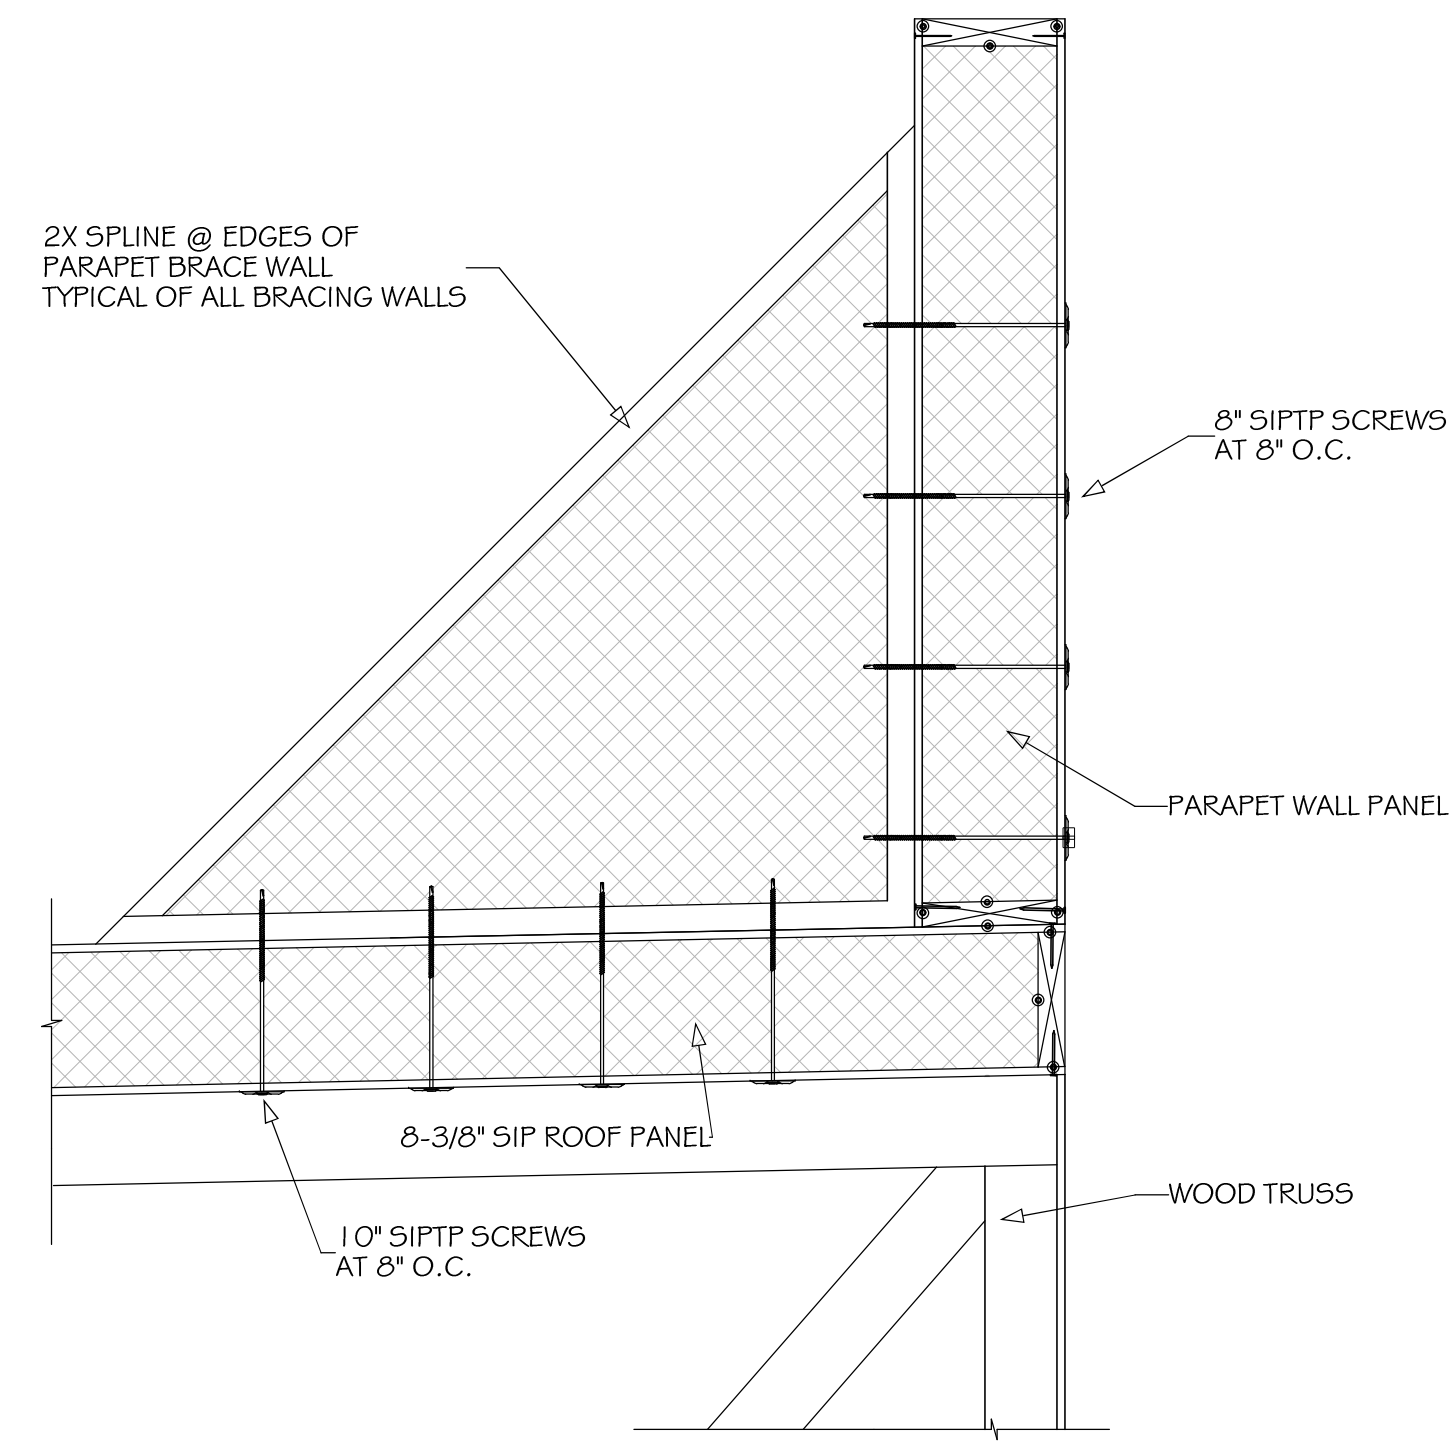 2X SPLINE @ EDGES OF
PARAPET BRACE WALL
TYPICAL OF ALL BRACING WALLS
8" SIPTP SCREWS
AT 8" O.C.
PARAPET WALL PANEL
8-3/8" SIP ROOF PANEL
WOOD TRUSS
10" SIPTP SCREWS
AT 8" O.C.